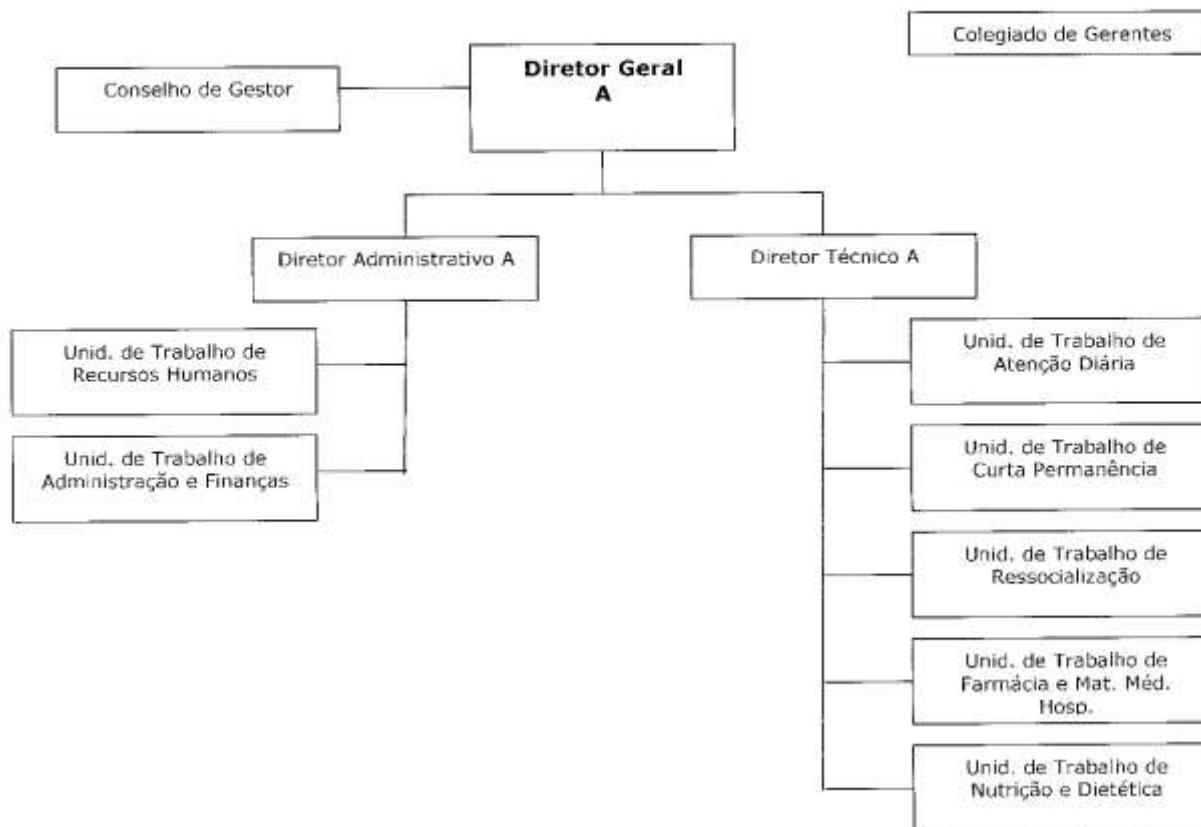 Colegiado de Gerentes
Diretor Geral
A
Conselho de Gestor
Diretor Administrativo A
Diretor Técnico A
Unid. de Trabalho de
Recursos Humanos
Unid. de Trabalho de
Administração e Finanças
Unid. de Trabalho de
Atenção Diária
Unid. de Trabalho de
Curta Permanência
Unid. de Trabalho de
Ressocialização
Unid. de Trabalho de
Farmácia e Mat. Méd.
Hosp.
Unid. de Trabalho de
Nutrição e Dietética